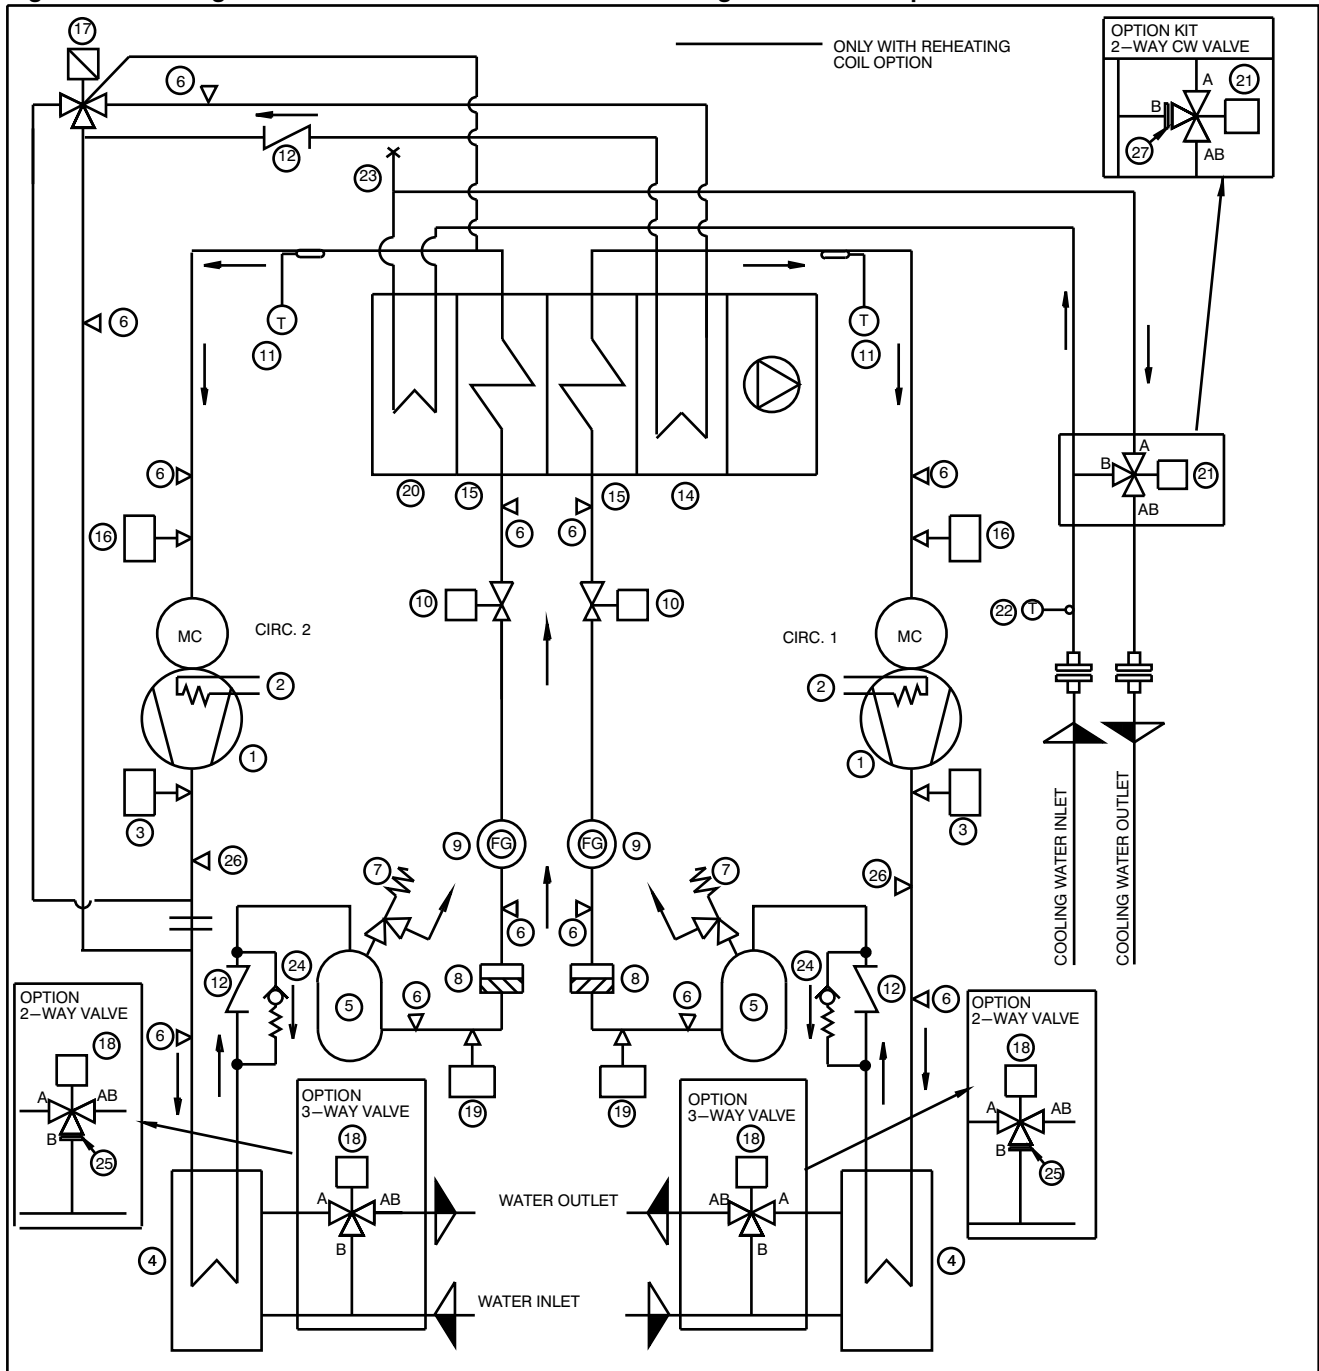 17
6
ONLY WITH REHEATING
COIL OPTION
OPTION KIT
2–WAY CW VALVE
A
21
B
27
AB
12
23
6
T
11
T
11
20
15
15
14
6
6
6
6
A
B
21
AB
16
16
10
10
22
T
MC
CIRC. 2
CIRC. 1
MC
2
2
1
1
3
3
9
FG
FG
9
26
7
7
26
6
6
COOLING WATER INLET
COOLING WATER OUTLET
12
24
8
8
24
12
5
6
6
5
6
6
OPTION
2–WAY VALVE
18
A
AB
B
25
OPTION
2–WAY VALVE
18
A
AB
B
25
19
19
OPTION
3–WAY VALVE
18
A
AB
B
OPTION
3–WAY VALVE
18
AB
A
B
WATER OUTLET
4
4
WATER INLET